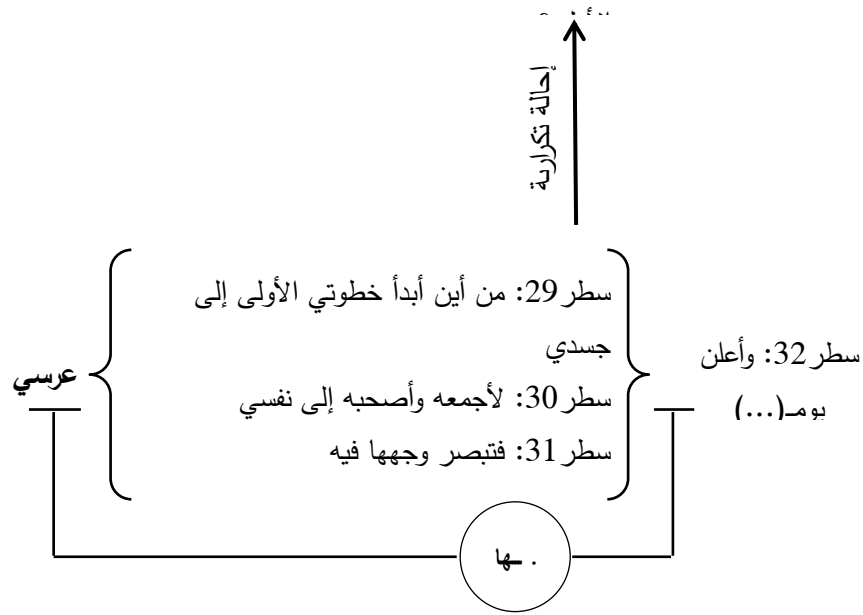 إحالة تكرارية
سطر29: من أين أبدأ خطوتي الأولى إلى
جسدي
سطر30: لأجمعه وأصحبه إلى نفسي
سطر31: فتبصر وجهها فيه
سطر32: وأعلن
يومـ(...)
عرسي
. ـها